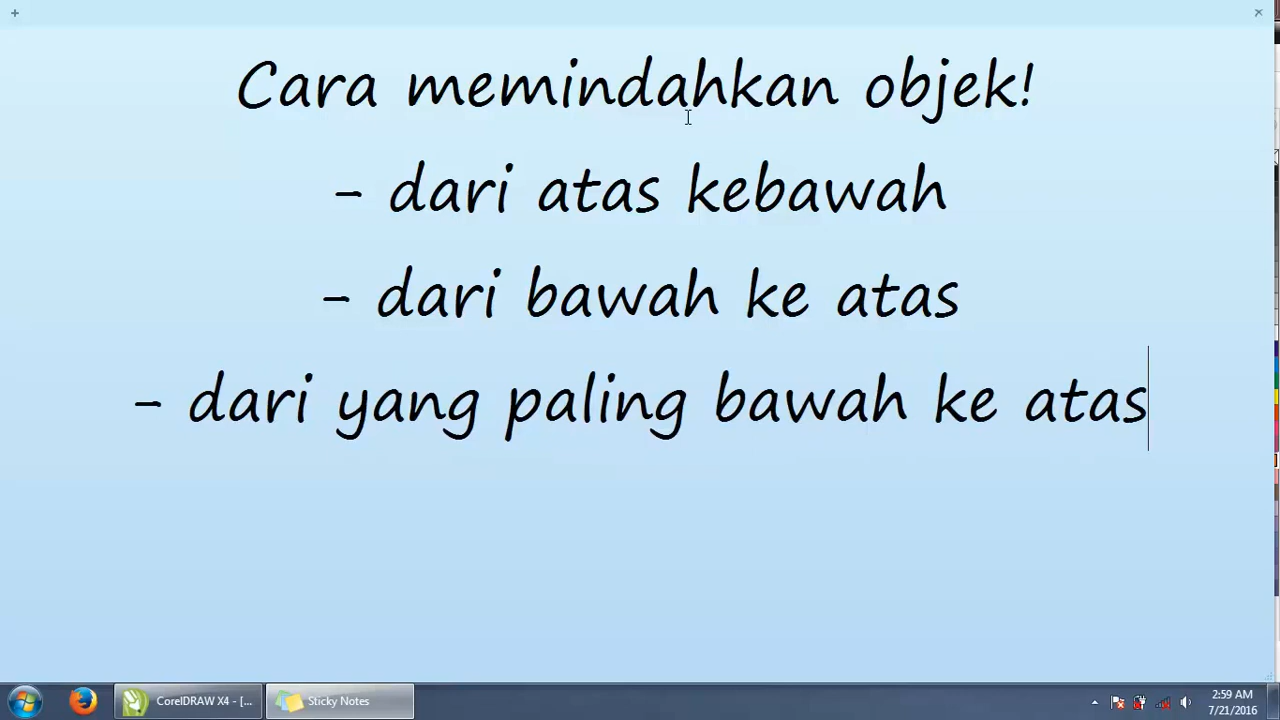 +
×
Cara memindahkan objek!
- dari atas kebawah
- dari bawah ke atas
- dari yang paling bawah ke atas
CorelDRAW X4 - [...
Sticky Notes
2:59 AM
7/21/2016